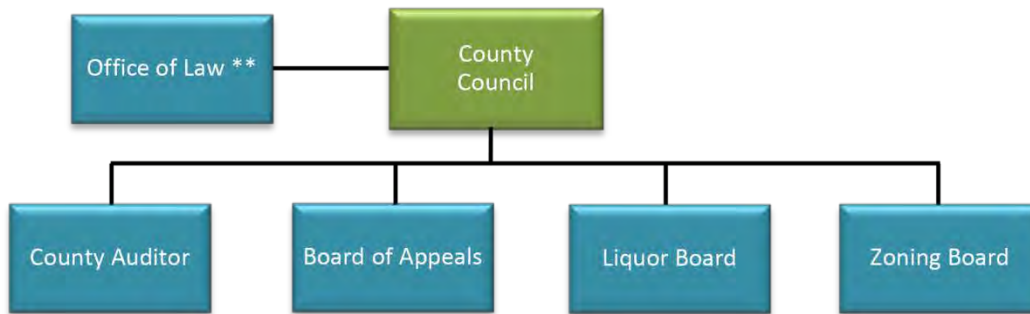 Office of Law **
County
Council
County Auditor
Board of Appeals
Liquor Board
Zoning Board